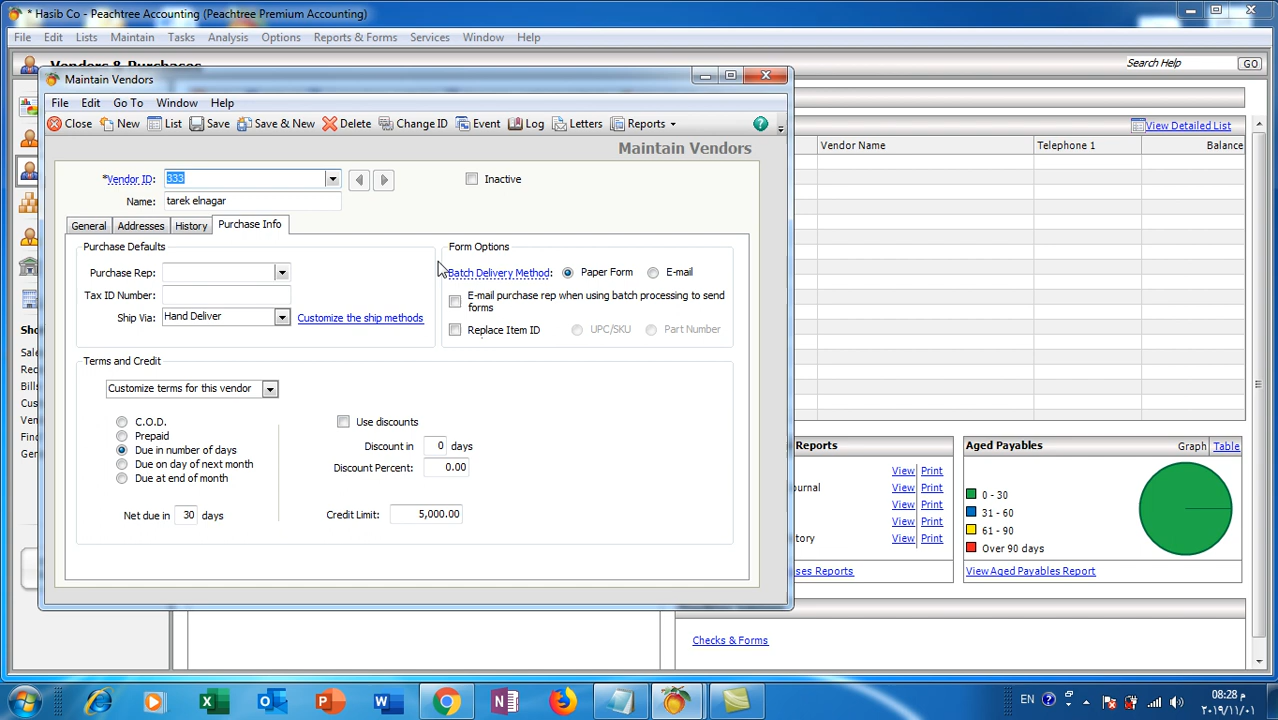 * Hasib Co - Peachtree Accounting (Peachtree Premium Accounting)
File Edit Lists Maintain Tasks Analysis Options Reports & Forms Services Window Help
Vendors & Purchases
Search Help GO
Maintain Vendors
File Edit Go To Window Help
Close New List Save Save & New Delete Change ID Event Log Letters Reports
Maintain Vendors
*Vendor ID: 333
Inactive
Name: tarek elnagar
General Addresses History Purchase Info
Purchase Defaults
Purchase Rep:
Tax ID Number:
Ship Via: Hand Deliver Customize the ship methods
Form Options
Batch Delivery Method: Paper Form E-mail
E-mail purchase rep when using batch processing to send
forms
Replace Item ID UPC/SKU Part Number
Terms and Credit
Customize terms for this vendor
C.O.D.
Prepaid
Due in number of days
Due on day of next month
Due at end of month
Net due in 30 days
Use discounts
Discount in 0 days
Discount Percent: 0.00
Credit Limit: 5,000.00
View Detailed List
Vendor Name Telephone 1 Balance
Reports
View Print
ournal View Print
View Print
View Print
tory View Print
ses Reports
Aged Payables Graph Table
0 - 30
31 - 60
61 - 90
Over 90 days
View Aged Payables Report
Checks & Forms
Sho
Sale
Rec
Bills
Cus
Ven
Find
Gen
EN
08:28 م
٢٠١٩/١١/٠١